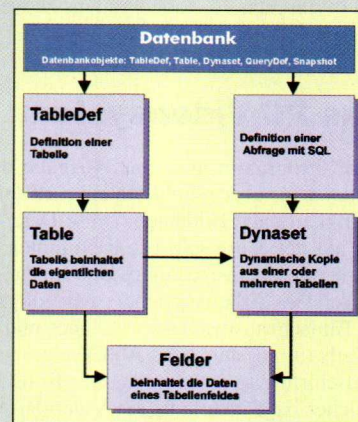 Datenbank
Datenbankobjekte: TableDef, Table, Dynaset, QueryDef, Snapshot
TableDef
Definition einer
Tabelle
Definition einer
Abfrage mit SQL
Table
Tabelle beinhaltet
die eigentlichen
Daten
Dynaset
Dynamische Kopie
aus einer oder
mehreren Tabellen
Felder
beinhaltet die Daten
eines Tabellenfeldes